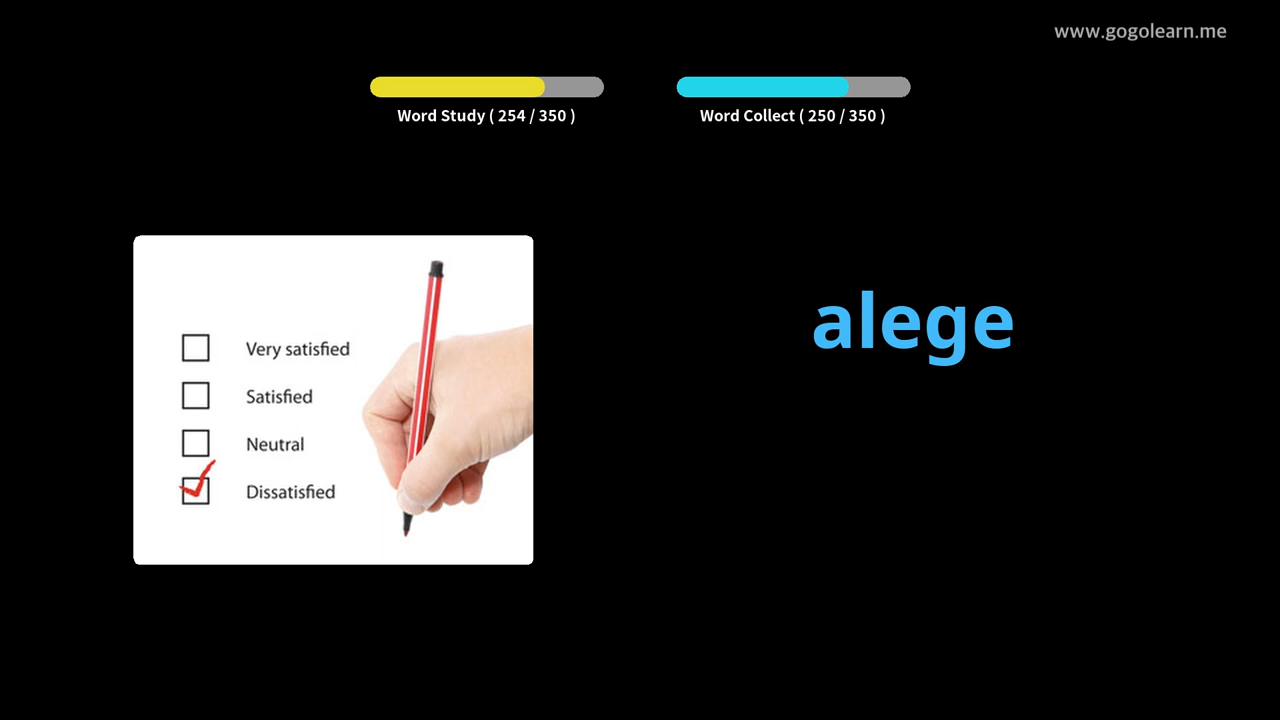 www.gogolearn.me
Word Study ( 254 / 350 )
Word Collect ( 250 / 350 )
Very satisfied
Satisfied
Neutral
Dissatisfied
alege